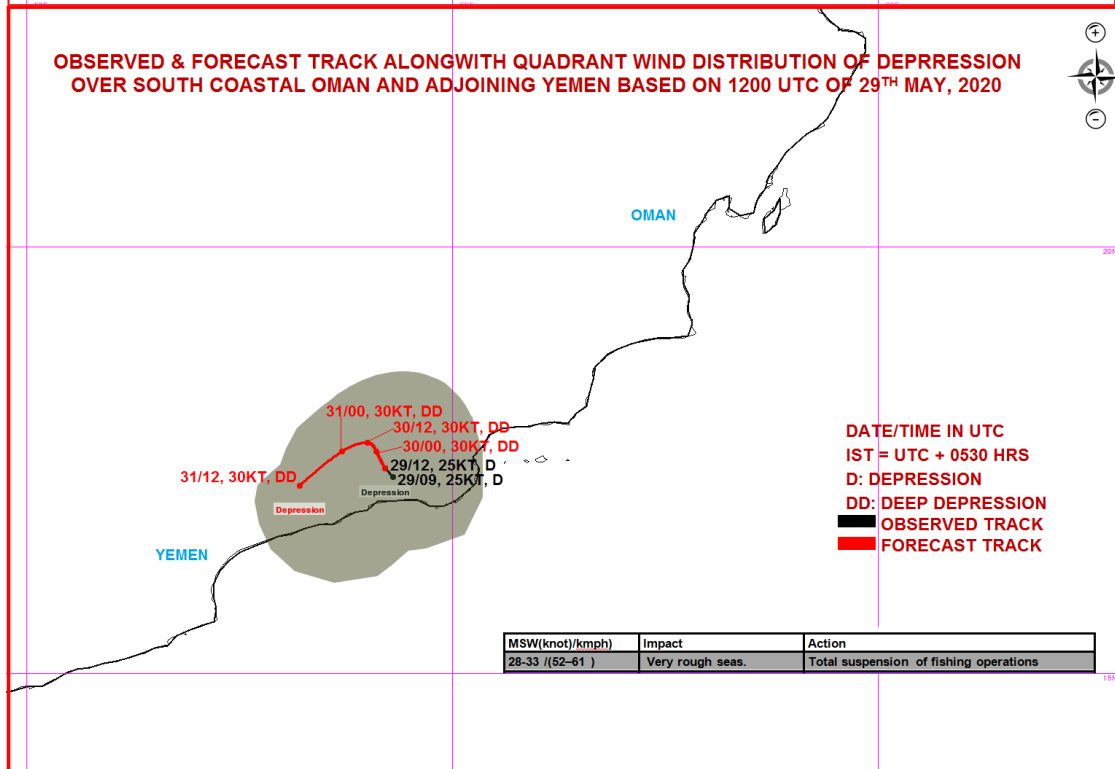 OBSERVED & FORECAST TRACK ALONGWITH QUADRANT WIND DISTRIBUTION OF DEPRRESSION
OVER SOUTH COASTAL OMAN AND ADJOINING YEMEN BASED ON 1200 UTC OF 29TH MAY, 2020
+
-
OMAN
20N
31/00, 30KT, DD
30/12, 30KT, DD
30/00, 30KT, DD
29/12, 25KT, D
29/09, 25KT, D
31/12, 30KT, DD
Depression
Depression
YEMEN
DATE/TIME IN UTC
IST = UTC + 0530 HRS
D: DEPRESSION
DD: DEEP DEPRESSION
OBSERVED TRACK
FORECAST TRACK
MSW(knot)/kmph) Impact Action
28-33 /(52–61 ) Very rough seas. Total suspension of fishing operations
15N